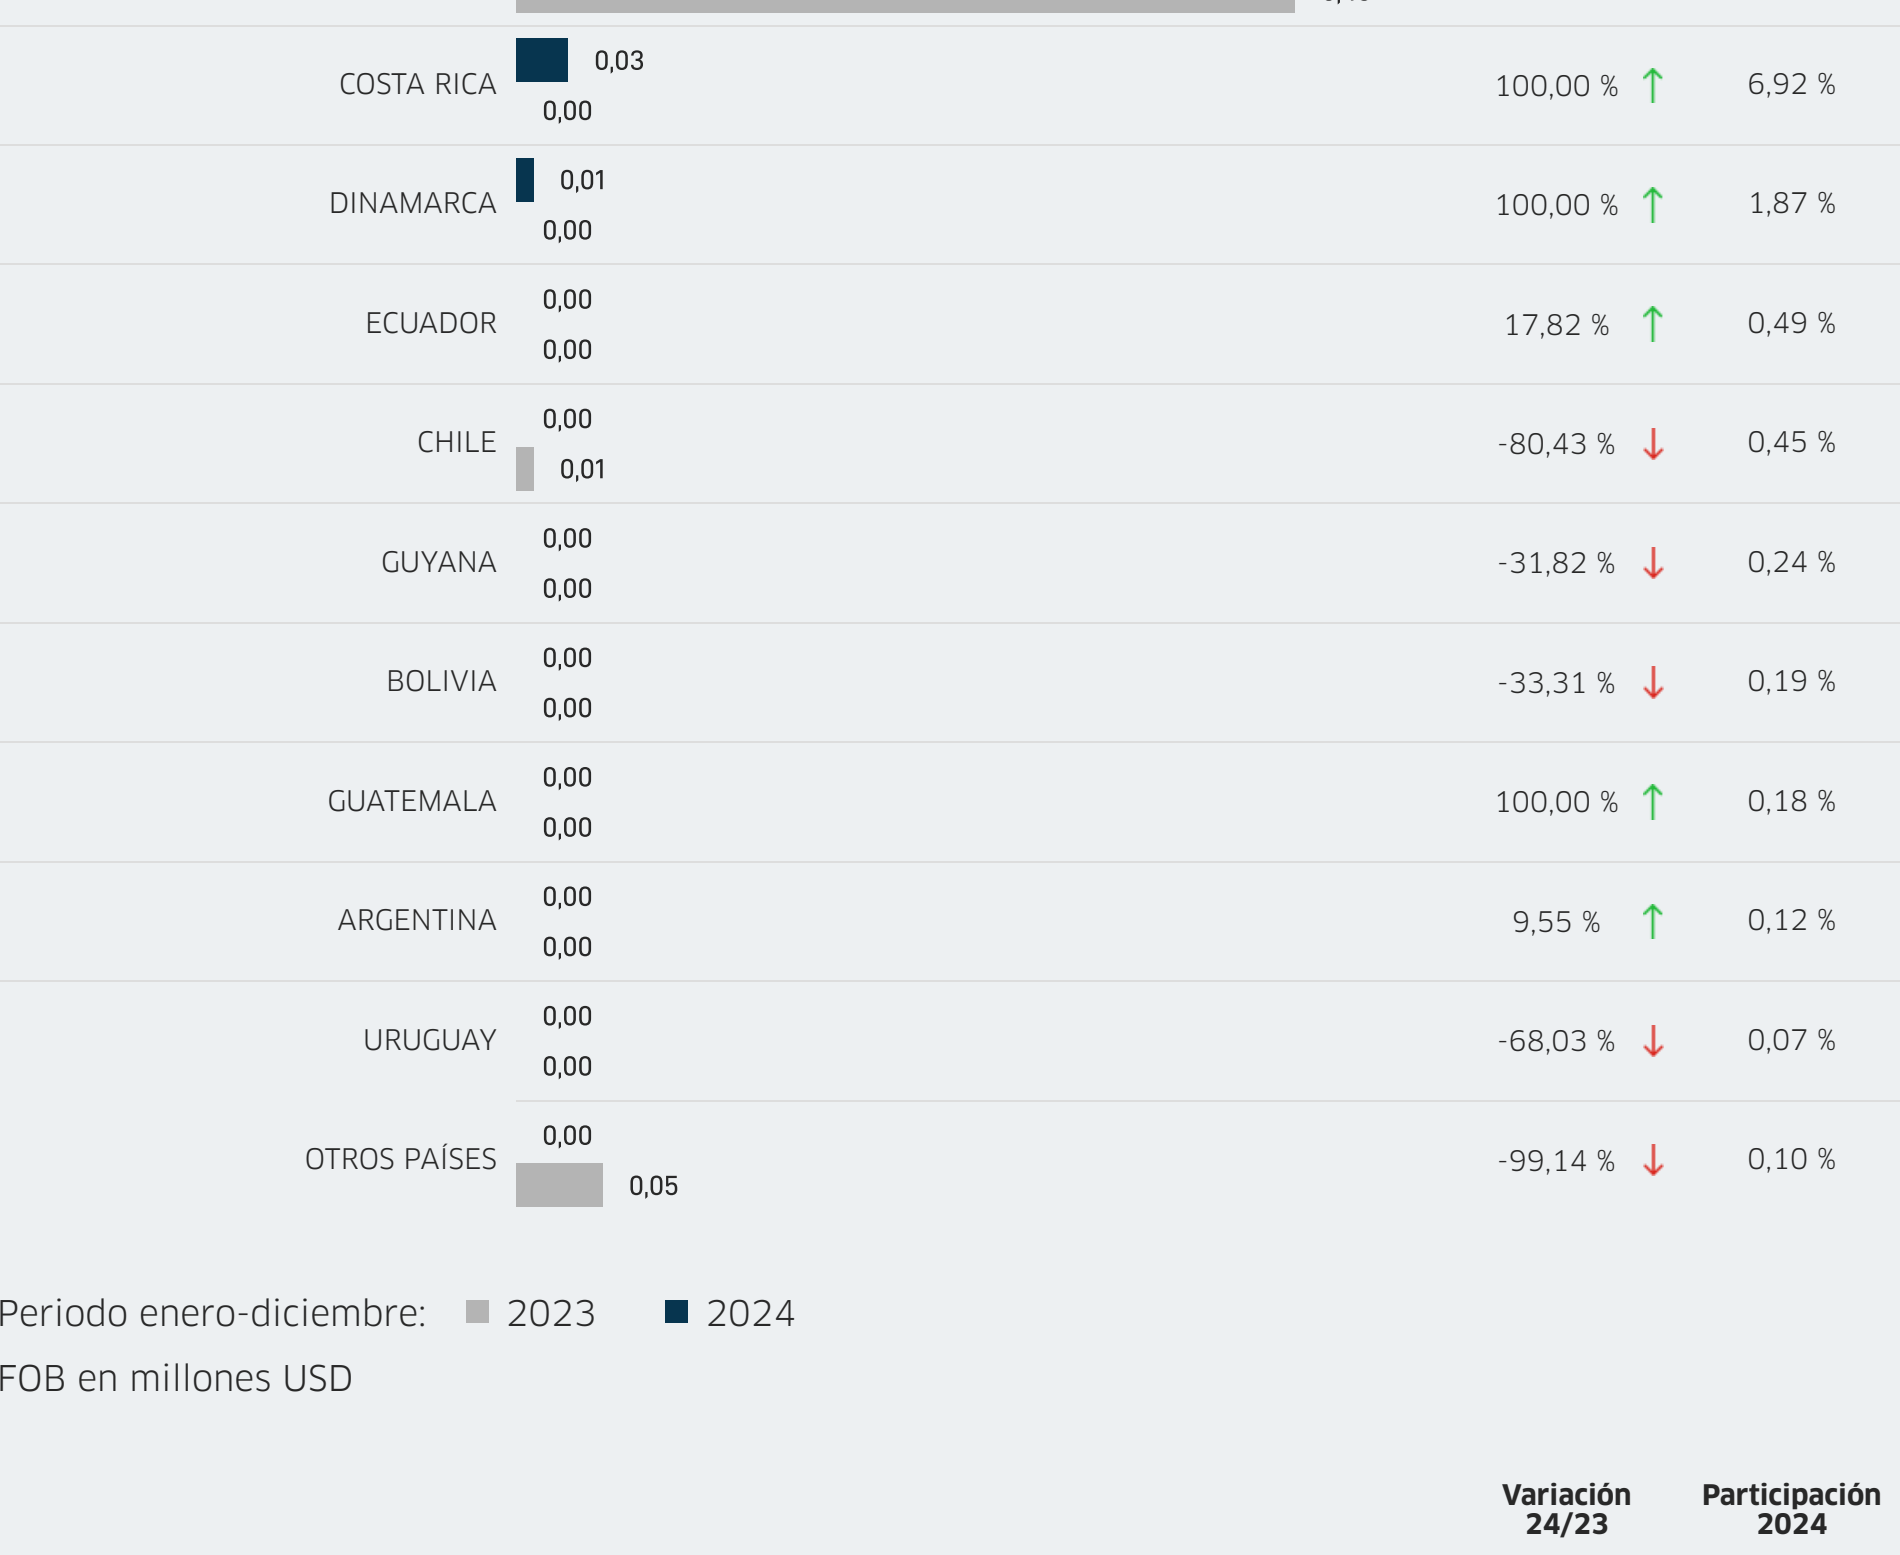 COSTA RICA 0,03 0,00 100,00 % ↑ 6,92 %
DINAMARCA 0,01 0,00 100,00 % ↑ 1,87 %
ECUADOR 0,00 0,00 17,82 % ↑ 0,49 %
CHILE 0,00 0,01 -80,43 % ↓ 0,45 %
GUYANA 0,00 0,00 -31,82 % ↓ 0,24 %
BOLIVIA 0,00 0,00 -33,31 % ↓ 0,19 %
GUATEMALA 0,00 0,00 100,00 % ↑ 0,18 %
ARGENTINA 0,00 0,00 9,55 % ↑ 0,12 %
URUGUAY 0,00 0,00 -68,03 % ↓ 0,07 %
OTROS PAÍSES 0,00 0,05 -99,14 % ↓ 0,10 %
Periodo enero-diciembre: 2023 2024
FOB en millones USD
Variación Participación
24/23 2024